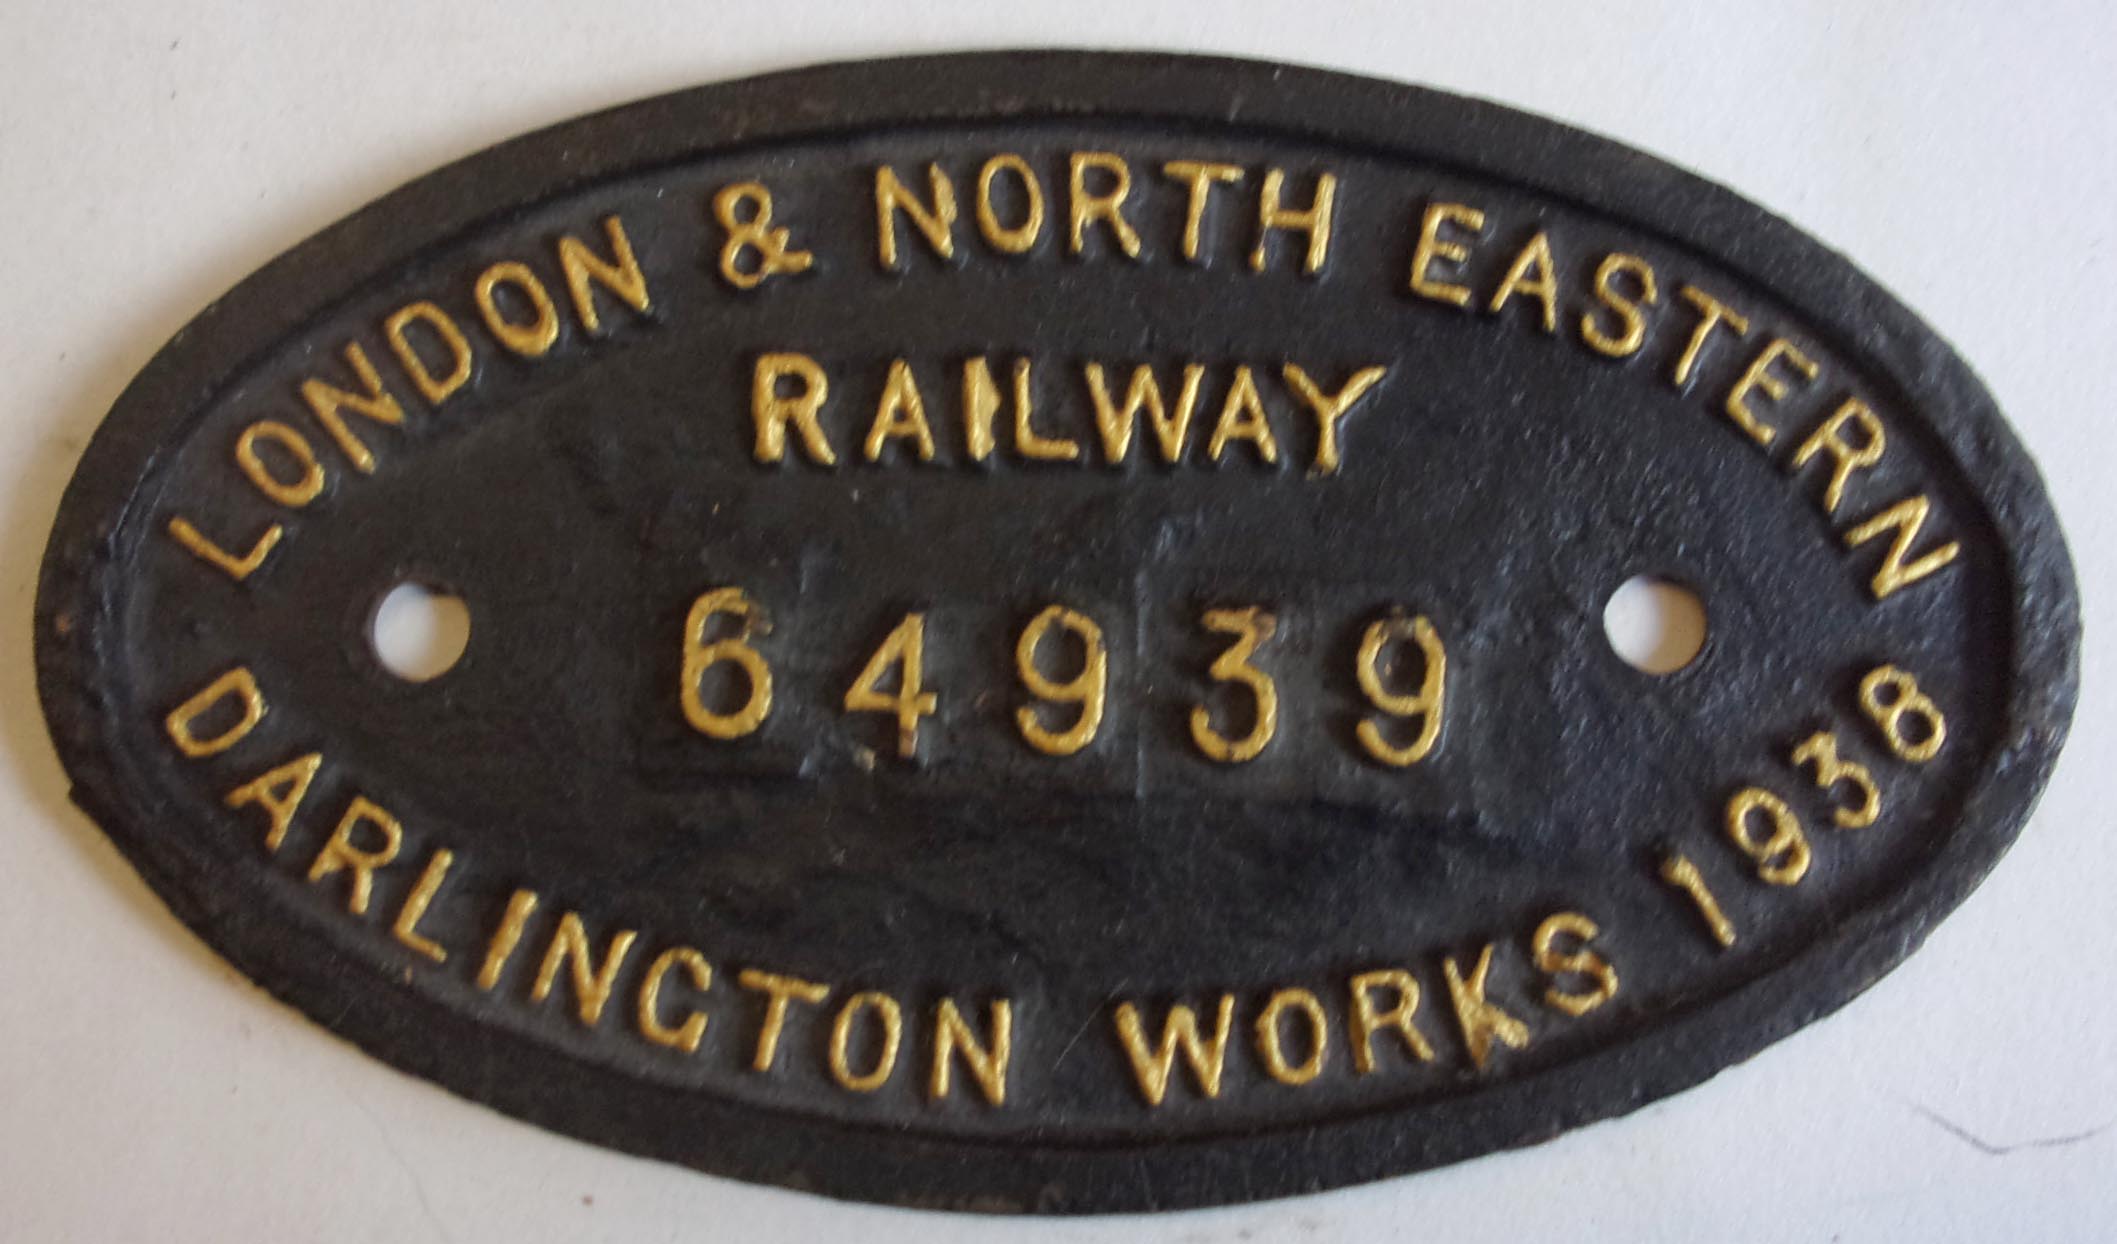 LONDON & NORTH EASTERN
RAILWAY
64939
DARLINGTON WORKS 1938